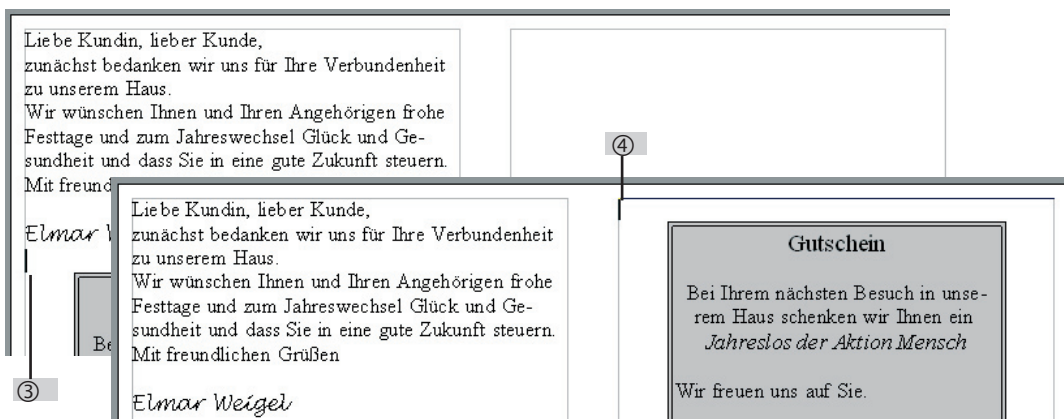 Liebe Kundin, lieber Kunde,
zunächst bedanken wir uns für Ihre Verbundenheit
zu unserem Haus.
Wir wünschen Ihnen und Ihren Angehörigen frohe
Festtage und zum Jahreswechsel Glück und Ge-
sundheit und dass Sie in eine gute Zukunft steuern.
Mit freund
Elmar
Be
③
④
Liebe Kundin, lieber Kunde,
zunächst bedanken wir uns für Ihre Verbundenheit
zu unserem Haus.
Wir wünschen Ihnen und Ihren Angehörigen frohe
Festtage und zum Jahreswechsel Glück und Ge-
sundheit und dass Sie in eine gute Zukunft steuern.
Mit freundlichen Grüßen
Elmar Weigel
Gutschein
Bei Ihrem nächsten Besuch in unse-
rem Haus schenken wir Ihnen ein
Jahreslos der Aktion Mensch
Wir freuen uns auf Sie.